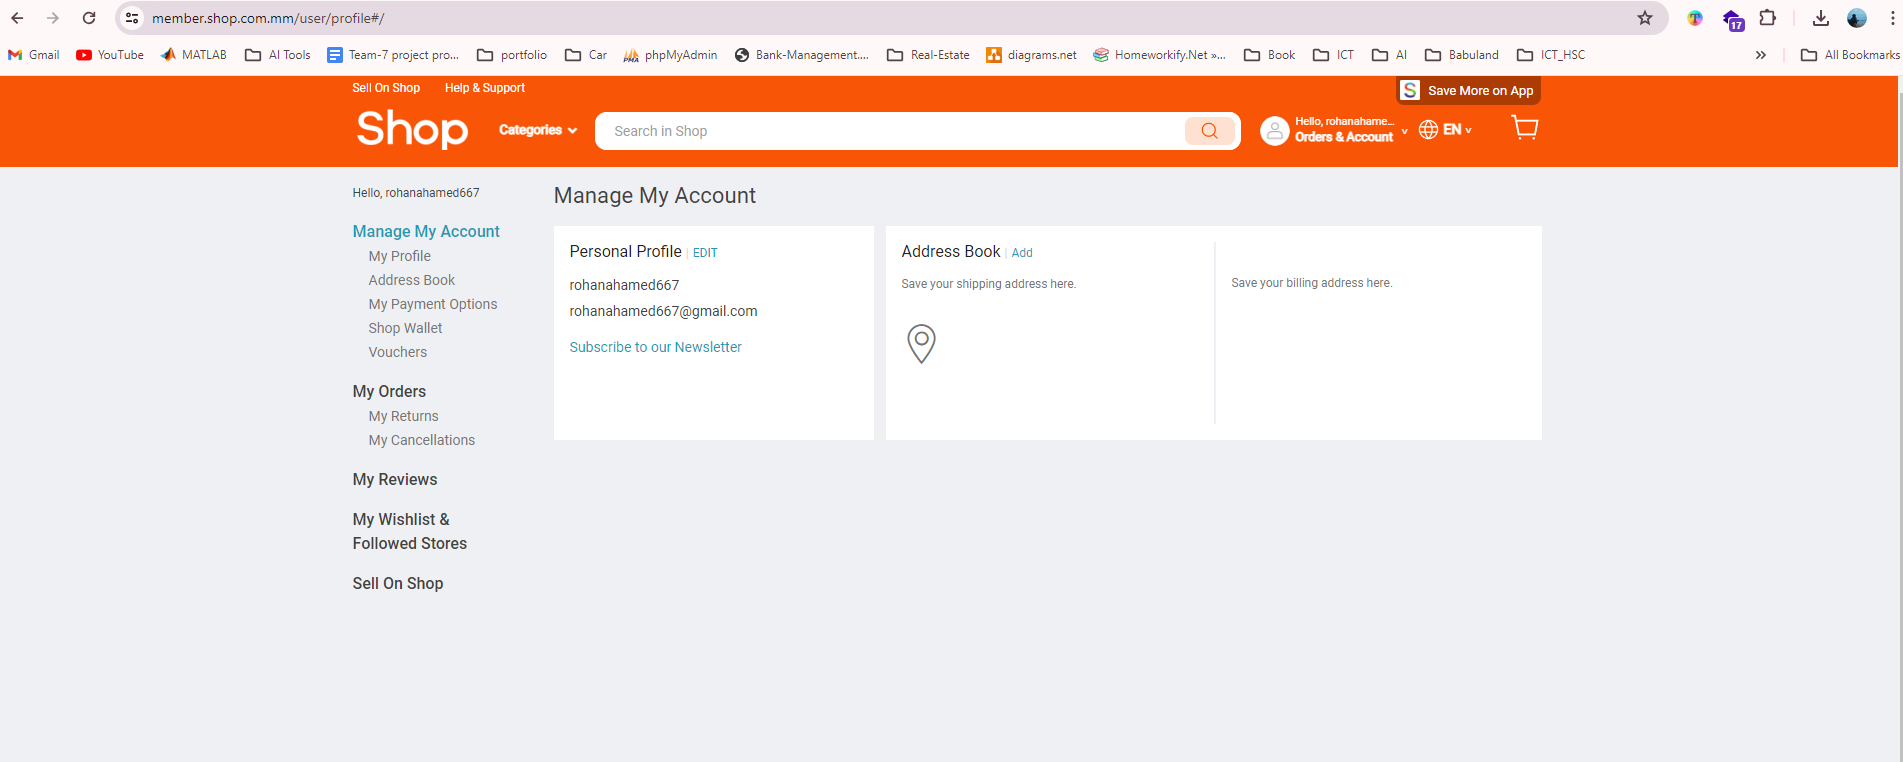 member.shop.com.mm/user/profile#/
17
Gmail YouTube MATLAB AI Tools Team-7 project pro... portfolio Car phpMyAdmin Bank-Management.... Real-Estate diagrams.net Homeworkify.Net »... Book ICT AI Babuland ICT_HSC » All Bookmarks
Sell On Shop Help & Support
S Save More on App
Shop Categories Search in Shop
Hello, rohanahame...
Orders & Account
EN
Hello, rohanahamed667
Manage My Account
My Profile
Address Book
My Payment Options
Shop Wallet
Vouchers
My Orders
My Returns
My Cancellations
My Reviews
My Wishlist &
Followed Stores
Sell On Shop
Manage My Account
Personal Profile | EDIT
rohanahamed667
rohanahamed667@gmail.com
Subscribe to our Newsletter
Address Book | Add
Save your shipping address here.
Save your billing address here.